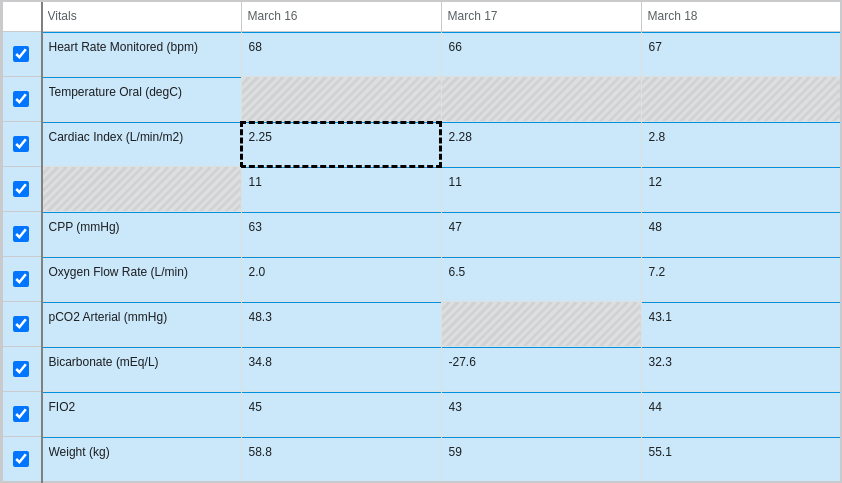 Vitals March 16 March 17 March 18
Heart Rate Monitored (bpm) 68 66 67
Temperature Oral (degC)
Cardiac Index (L/min/m2) 2.25 2.28 2.8
11 11 12
CPP (mmHg) 63 47 48
Oxygen Flow Rate (L/min) 2.0 6.5 7.2
pCO2 Arterial (mmHg) 48.3 43.1
Bicarbonate (mEq/L) 34.8 -27.6 32.3
FIO2 45 43 44
Weight (kg) 58.8 59 55.1